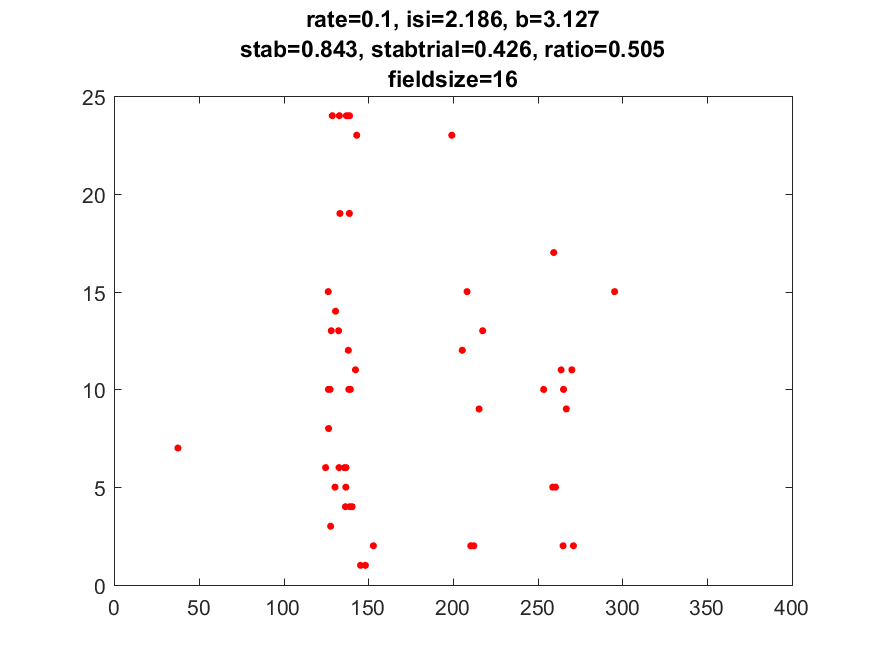 rate=0.1, isi=2.186, b=3.127
stab=0.843, stabtrial=0.426, ratio=0.505
fieldsize=16
25
20
15
10
5
0
0 50 100 150 200 250 300 350 400